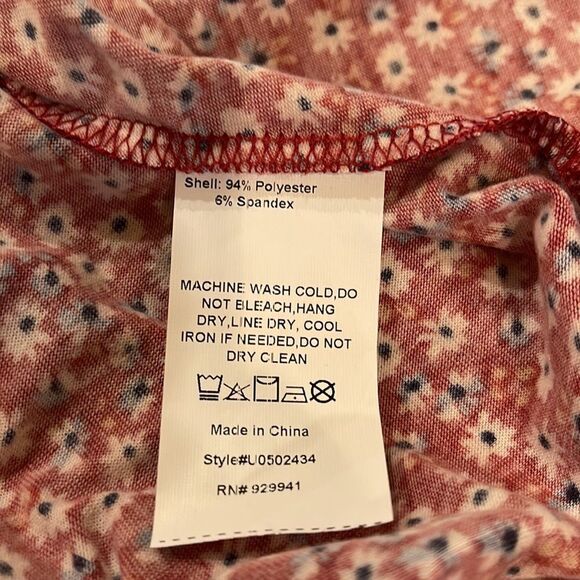 Shell: 94% Polyester
6% Spandex
MACHINE WASH COLD,DO
NOT BLEACH,HANG
DRY,LINE DRY, COOL
IRON IF NEEDED,DO NOT
DRY CLEAN
Made in China
Style#U0502434
RN# 929941